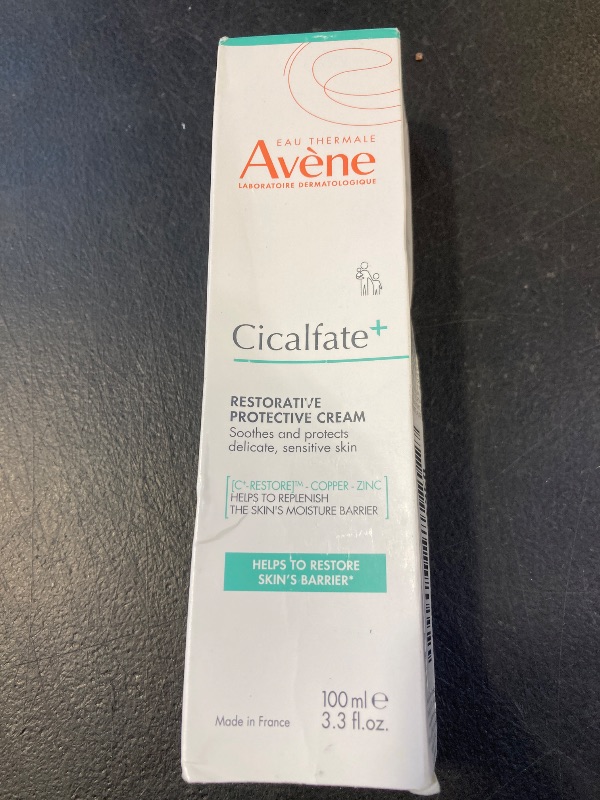 EAU THERMALE
Avène
LABORATOIRE DERMATOLOGIQUE
Cicalfate+
RESTORATIVE
PROTECTIVE CREAM
Soothes and protects
delicate, sensitive skin
[C+-RESTORE]™ - COPPER - ZINC
HELPS TO REPLENISH
THE SKIN'S MOISTURE BARRIER
HELPS TO RESTORE
SKIN'S BARRIER*
100 ml e
Made in France 3.3 fl.oz.